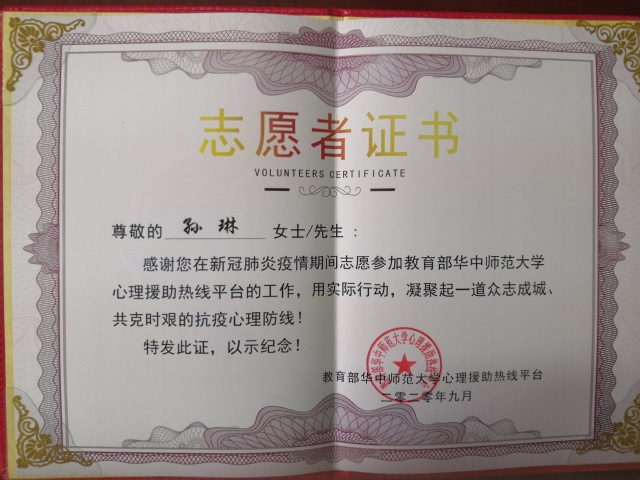 志愿者证书
VOLUNTEERS CERTIFICATE
尊敬的 孙琳 女士/先生：
感谢您在新冠肺炎疫情期间志愿参加教育部华中师范大学
心理援助热线平台的工作，用实际行动，凝聚起一道众志成城、
共克时艰的抗疫心理防线！
特发此证，以示纪念！
教育部华中师范大学心理援助热线平台
二零二零年九月